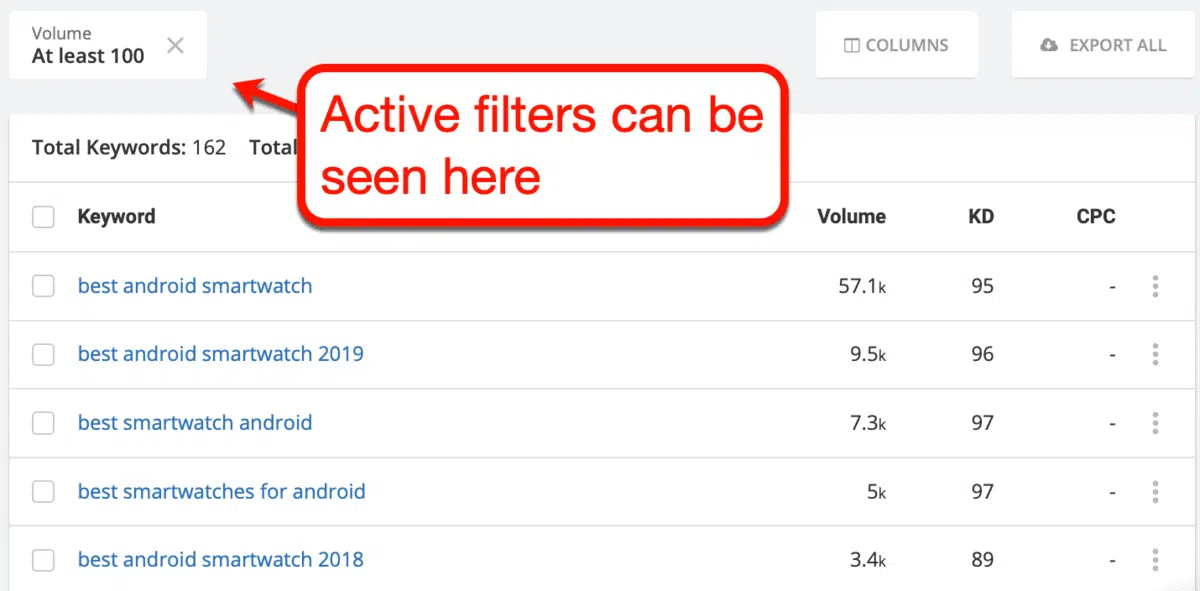 Volume
At least 100
COLUMNS
EXPORT ALL
Active filters can be
seen here
Total Keywords: 162 Total
Keyword Volume KD CPC
best android smartwatch 57.1k 95 -
best android smartwatch 2019 9.5k 96 -
best smartwatch android 7.3k 97 -
best smartwatches for android 5k 97 -
best android smartwatch 2018 3.4k 89 -